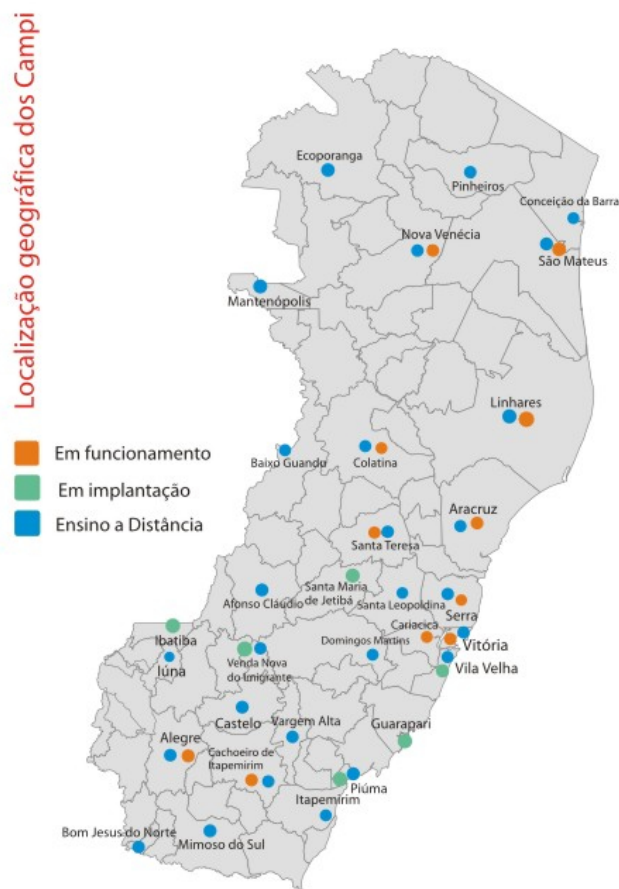 Localização geográfica dos Campi
Ecoporanga
Pinheiros
Conceição da Barra
Nova Venécia
São Mateus
Mantenópolis
Linhares
Em funcionamento
Baixo Guandu
Colatina
Em implantação
Ensino a Distância
Aracruz
Santa Teresa
Afonso Cláudio
Santa Maria
de Jetibá
Santa Leopoldina
Serra
Cariacica
Ibatiba
Domingos Martins
Vitória
Iúna
Venda Nova
do Imigrante
Vila Velha
Castelo
Vargem Alta
Guarapari
Alegre
Cachoeiro de
Itapemirim
Piúma
Itapemirim
Bom Jesus do Norte
Mimoso do Sul